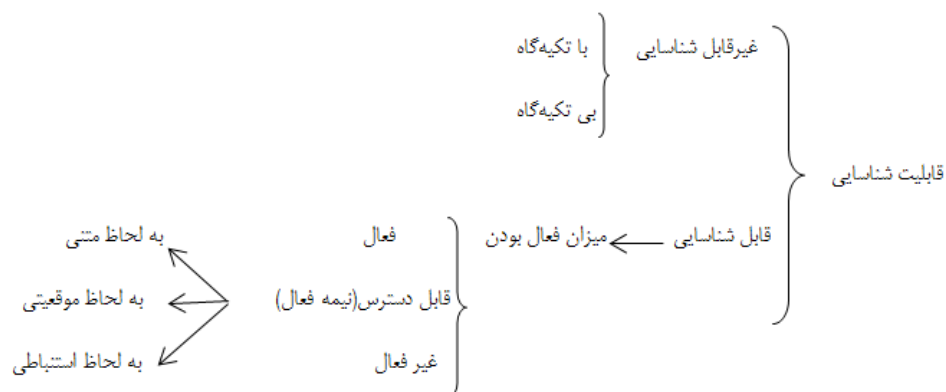 با تکیه‌گاه
غیرقابل شناسایی
بی تکیه‌گاه
قابلیت شناسایی
قابل شناسایی
میزان فعال بودن
فعال
به لحاظ متنی
قابل دسترس(نیمه فعال)
به لحاظ موقعیتی
غیر فعال
به لحاظ استنباطی